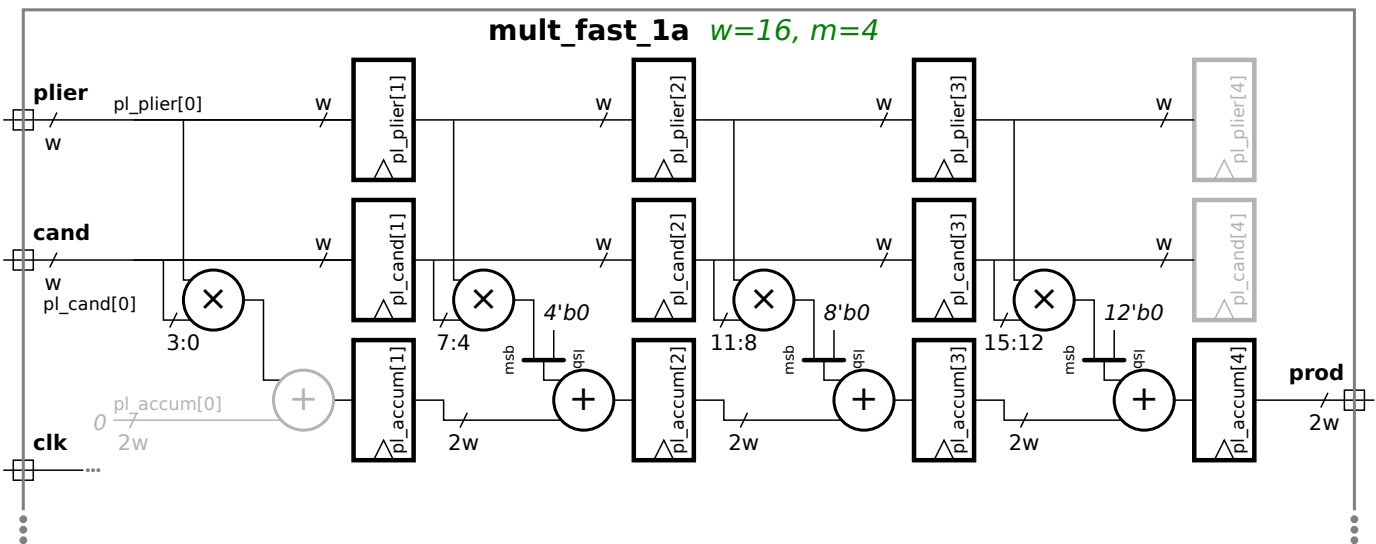 mult_fast_1a w=16, m=4
plier
w
pl_plier[0]
w
pl_plier[1]
w
pl_plier[2]
w
pl_plier[3]
w
pl_plier[4]
cand
w
pl_cand[0]
w
pl_cand[1]
w
pl_cand[2]
w
pl_cand[3]
w
pl_cand[4]
×
3:0
×
7:4
4'b0
msb
lsb
×
11:8
8'b0
msb
lsb
×
15:12
12'b0
msb
lsb
0
pl_accum[0]
2w
+
pl_accum[1]
2w
+
pl_accum[2]
2w
+
pl_accum[3]
2w
+
pl_accum[4]
prod
2w
clk